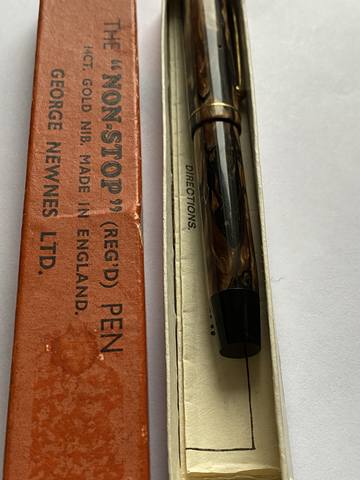 THE "NON-STOP" (REG'D) PEN
14CT. GOLD NIB, MADE IN ENGLAND.
GEORGE NEWNES LTD.
DIRECTIONS.